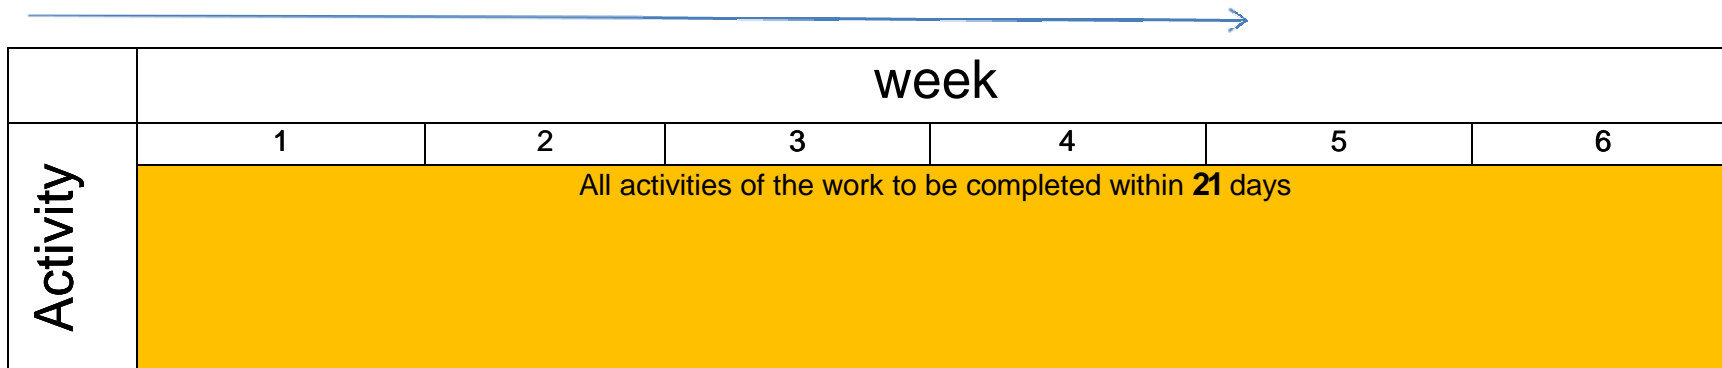 week
1 2 3 4 5 6
Activity
All activities of the work to be completed within 21 days